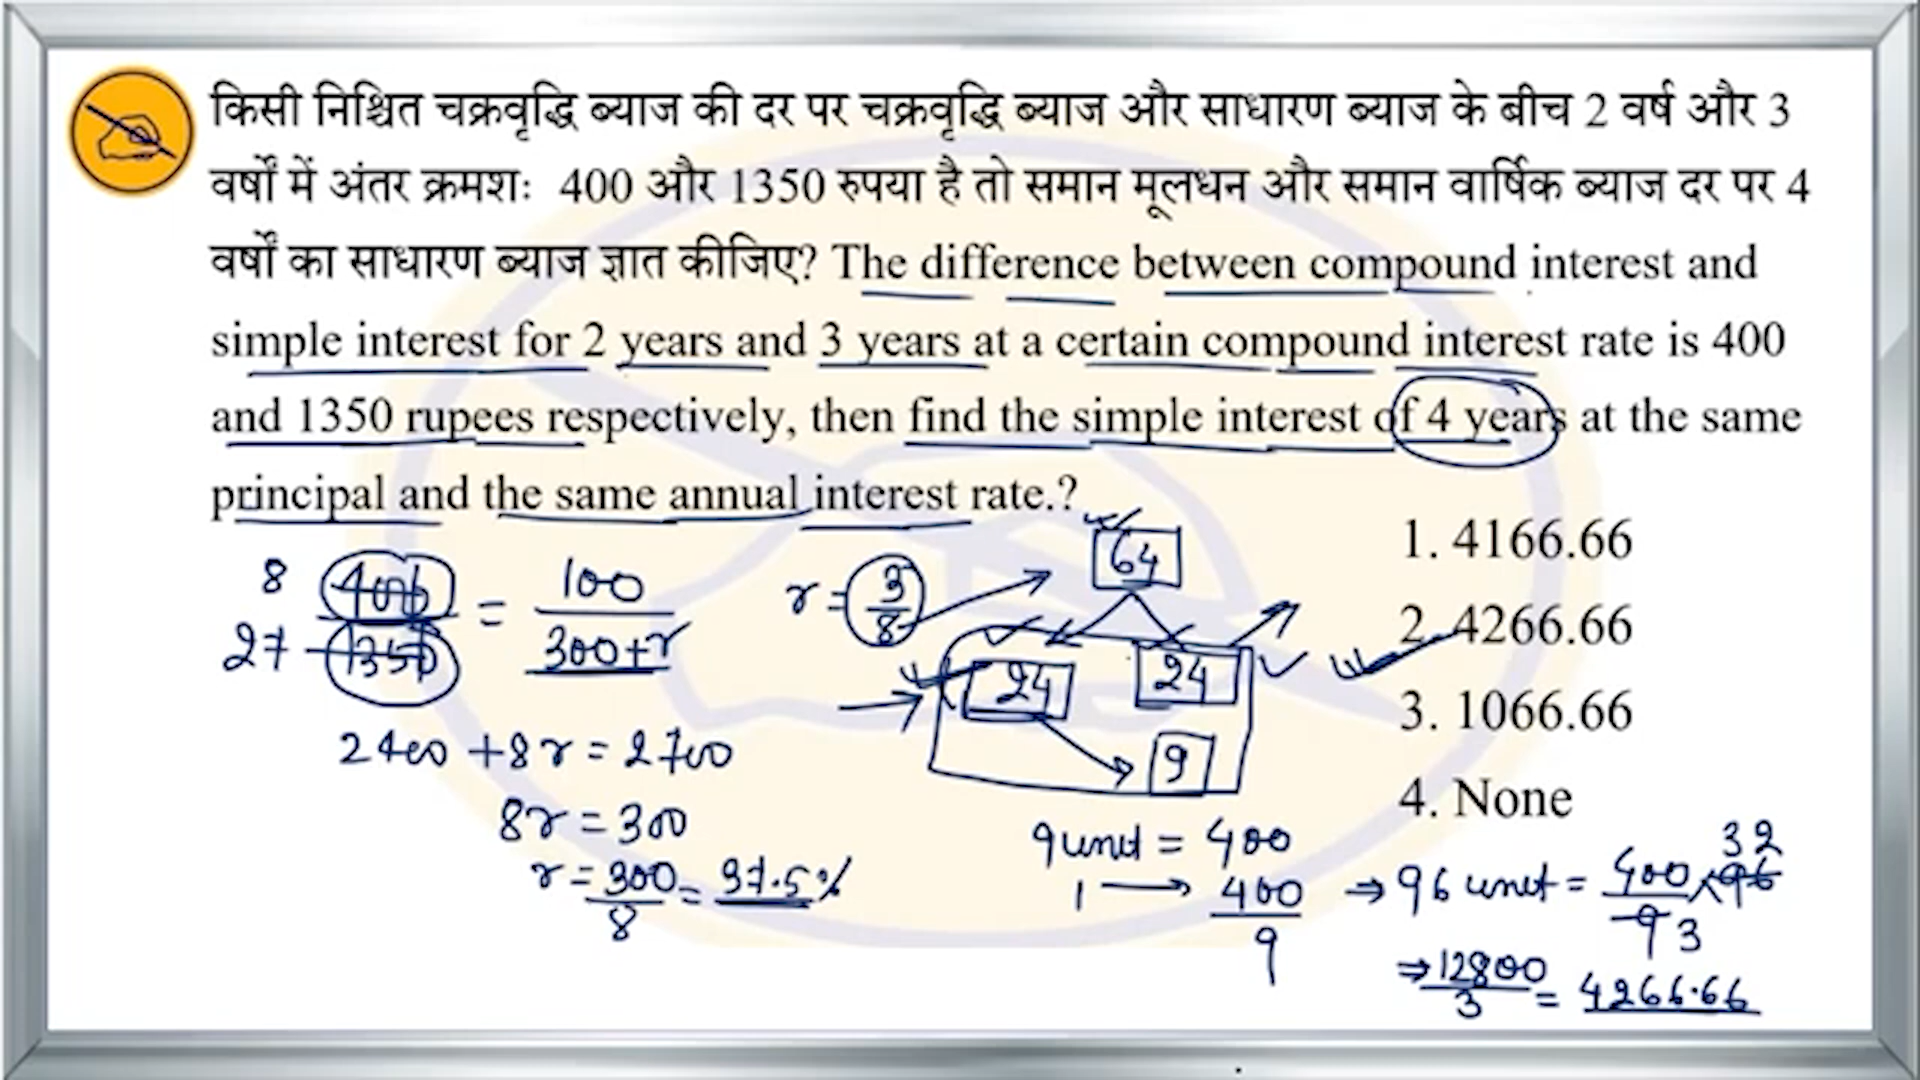 किसी निश्चित चक्रवृद्धि ब्याज की दर पर चक्रवृद्धि ब्याज और साधारण ब्याज के बीच 2 वर्ष और 3
वर्षों में अंतर क्रमशः 400 और 1350 रुपया है तो समान मूलधन और समान वार्षिक ब्याज दर पर 4
वर्षों का साधारण ब्याज ज्ञात कीजिए? The difference between compound interest and
simple interest for 2 years and 3 years at a certain compound interest rate is 400
and 1350 rupees respectively, then find the simple interest of 4 years at the same
principal and the same annual interest rate.?
1. 4166.66
2. 4266.66
3. 1066.66
4. None
8 400 = 100
27 1350 300+r
2400 +8r = 2700
8r = 300
r = 300 = 37.5%
8
r = 3
8
64
24 24
9
9 unit = 400
1 → 400
9
⇒ 96 unit = 400 × 96 32
9 3
⇒ 12800 = 4266.66
3